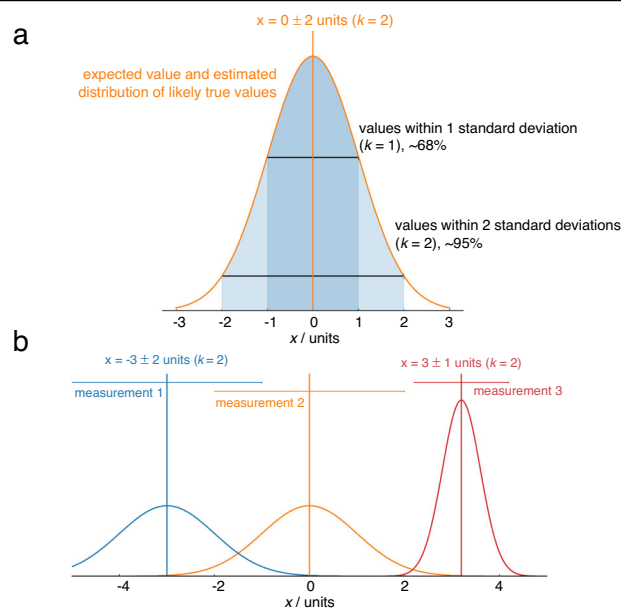 a
x = 0 ± 2 units (k = 2)
expected value and estimated
distribution of likely true values
values within 1 standard deviation
(k = 1), ~68%
values within 2 standard deviations
(k = 2), ~95%
-3 -2 -1 0 1 2 3
x / units
b
x = -3 ± 2 units (k = 2)
x = 3 ± 1 units (k = 2)
measurement 1
measurement 2
measurement 3
-4 -2 0 2 4
x / units